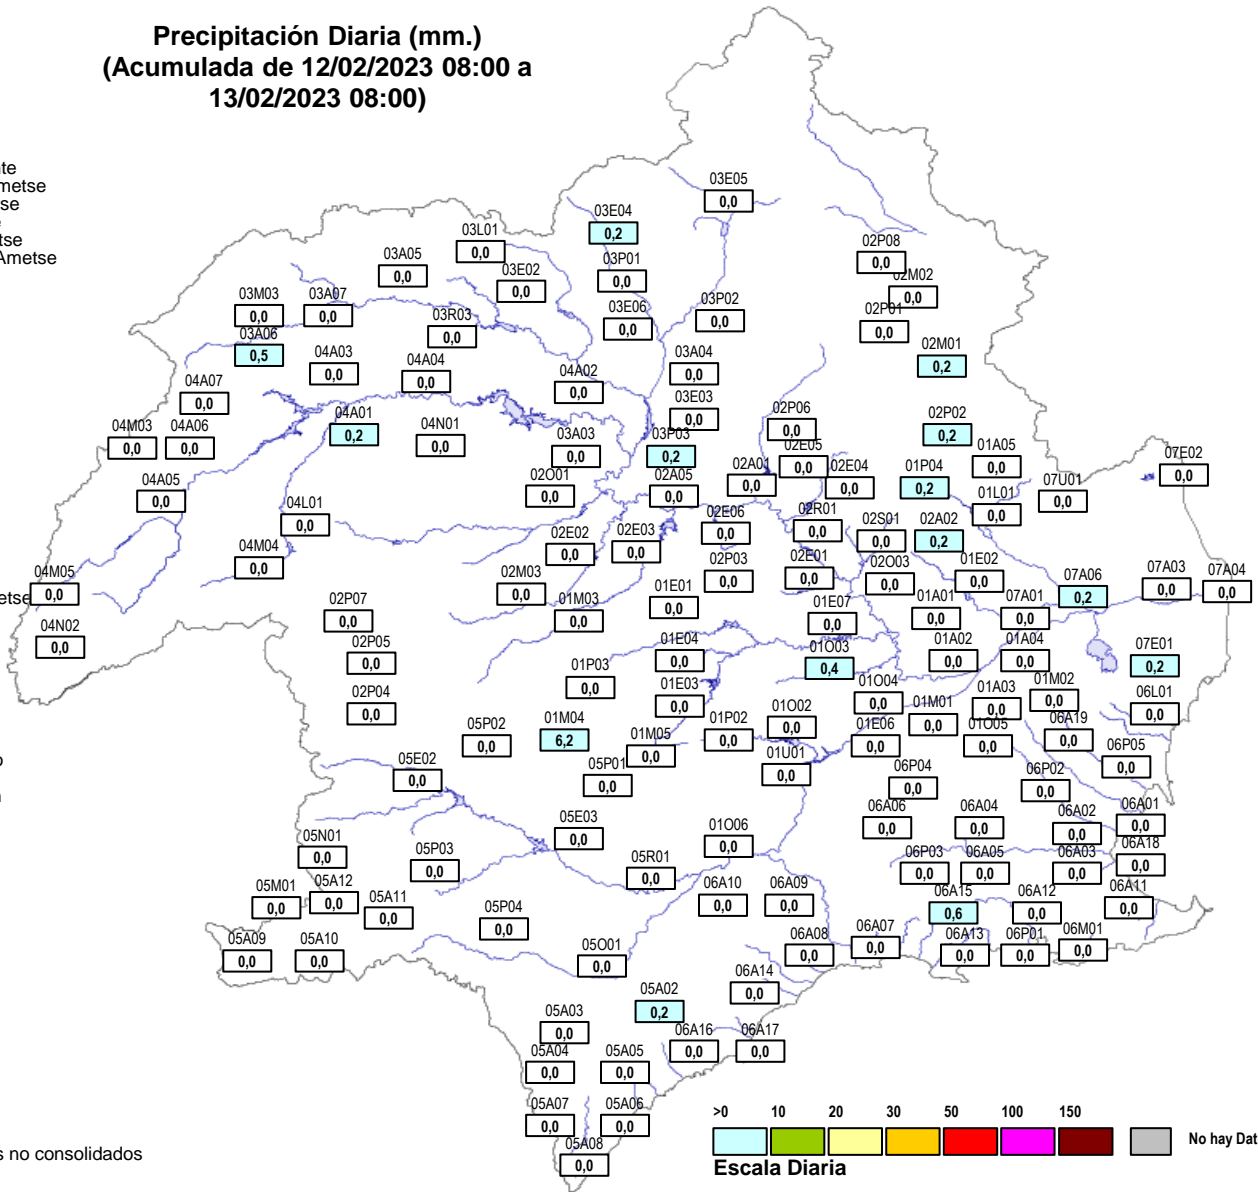 Precipitación Diaria (mm.)
(Acumulada de 12/02/2023 08:00 a
13/02/2023 08:00)
nte
metse
se
e
tse
Ametse
03E05
0,0
03E04
0,2
03L01
0,0
03A05
0,0
03E02
0,0
03P01
0,0
02P08
0,0
02M02
0,0
03M03
0,0
03A07
0,0
03R03
0,0
03E06
0,0
03P02
0,0
02P01
0,0
03A06
0,5
04A03
0,0
04A04
0,0
04A02
0,0
03A04
0,0
02M01
0,2
04A07
0,0
03E03
0,0
04M03
0,0
04A06
0,0
04A01
0,2
04N01
0,0
03A03
0,0
03P03
0,2
02P06
0,0
02P02
0,2
02E05
0,0
01A05
0,0
07E02
0,0
04A05
0,0
02O01
0,0
02A05
0,0
02A01
0,0
02E04
0,0
01P04
0,2
07U01
0,0
04L01
0,0
01L01
0,0
02E06
0,0
02R01
0,0
02S01
0,0
02A02
0,2
04M04
0,0
02E02
0,0
02E03
0,0
04M05
0,0
etse
02M03
0,0
02P03
0,0
02E01
0,0
02O03
0,0
01E02
0,0
07A06
0,2
07A03
0,0
07A04
0,0
02P07
0,0
01M03
0,0
01E01
0,0
01E07
0,0
01A01
0,0
07A01
0,0
04N02
0,0
02P05
0,0
01E04
0,0
01O03
0,4
01A02
0,0
01A04
0,0
07E01
0,2
01P03
0,0
02P04
0,0
01E03
0,0
01O04
0,0
01A03
0,0
01M02
0,0
06L01
0,0
05P02
0,0
01M04
6,2
01M05
0,0
01P02
0,0
01O02
0,0
01E06
0,0
01M01
0,0
01O05
0,0
06A19
0,0
06P05
0,0
o
05E02
0,0
05P01
0,0
01U01
0,0
06P04
0,0
06P02
0,0
05E03
0,0
01O06
0,0
06A06
0,0
06A04
0,0
06A02
0,0
06A01
0,0
05N01
0,0
05P03
0,0
05R01
0,0
06P03
0,0
06A05
0,0
06A03
0,0
06A18
0,0
05M01
0,0
05A12
0,0
05A11
0,0
06A10
0,0
06A09
0,0
06A15
0,6
06A12
0,0
06A11
0,0
05P04
0,0
05A09
0,0
05A10
0,0
05O01
0,0
06A08
0,0
06A07
0,0
06A13
0,0
06P01
0,0
06M01
0,0
06A14
0,0
05A02
0,2
05A03
0,0
06A16
0,0
06A17
0,0
05A04
0,0
05A05
0,0
05A07
0,0
05A06
0,0
05A08
0,0
s no consolidados
>0 10 20 30 50 100 150
No hay Dat
Escala Diaria